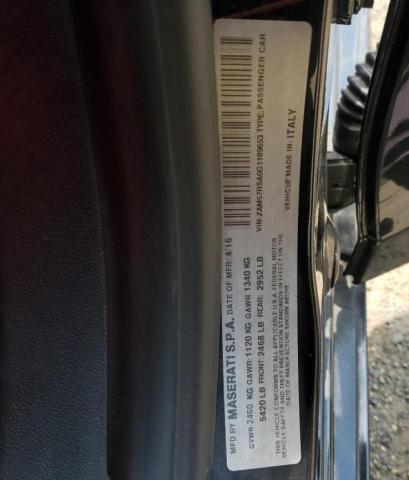 MFD BY MASERATI S.P.A. DATE OF MFR: 4/16
GVWR: 2460 KG GAWR: 1120 KG GAWR 1340 KG
5420 LB FRONT: 2468 LB REAR: 2952 LB
THIS VEHICLE CONFORMS TO ALL APPLICABLE U.S.A. FEDERAL MOTOR
VEHICLE SAFETY AND THEFT PREVENTION STANDARDS IN EFFECT ON THE
DATE OF MANUFACTURE SHOWN ABOVE
VIN: ZAM57RSA6G1189653 TYPE: PASSENGER CAR
VEHICLE MADE IN: ITALY